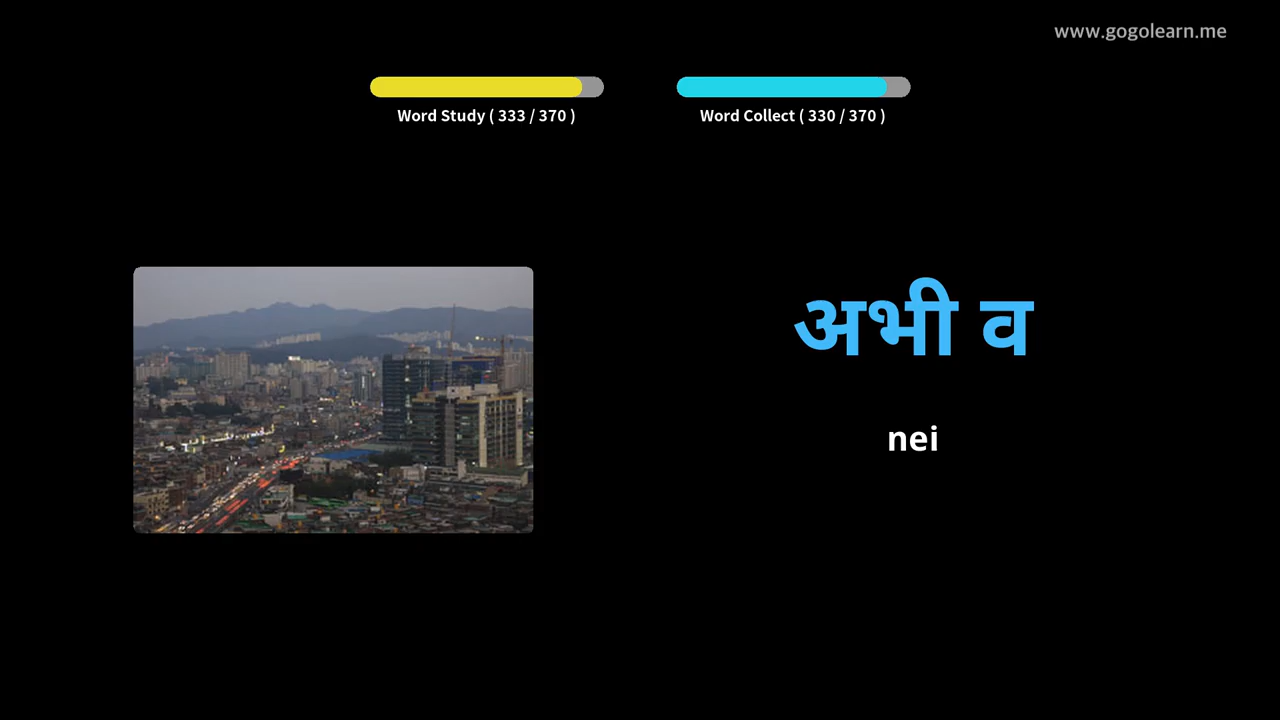 www.gogolearn.me
Word Study ( 333 / 370 )
Word Collect ( 330 / 370 )
अभी व
nei